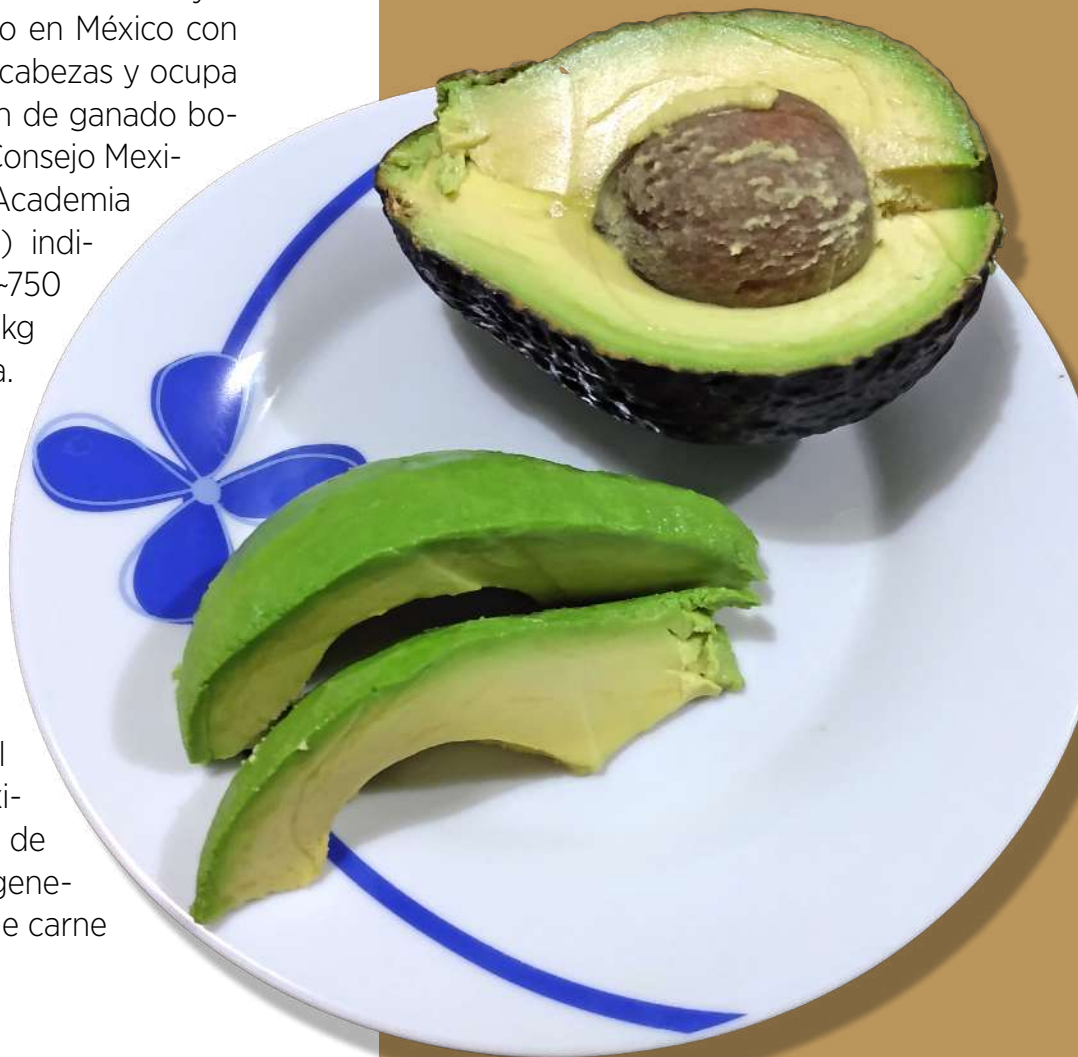 o en México con
cabezas y ocupa
n de ganado bo-
Consejo Mexi-
Academia
) indi-
~750
kg
a.
l
xi-
de
gene-
e carne